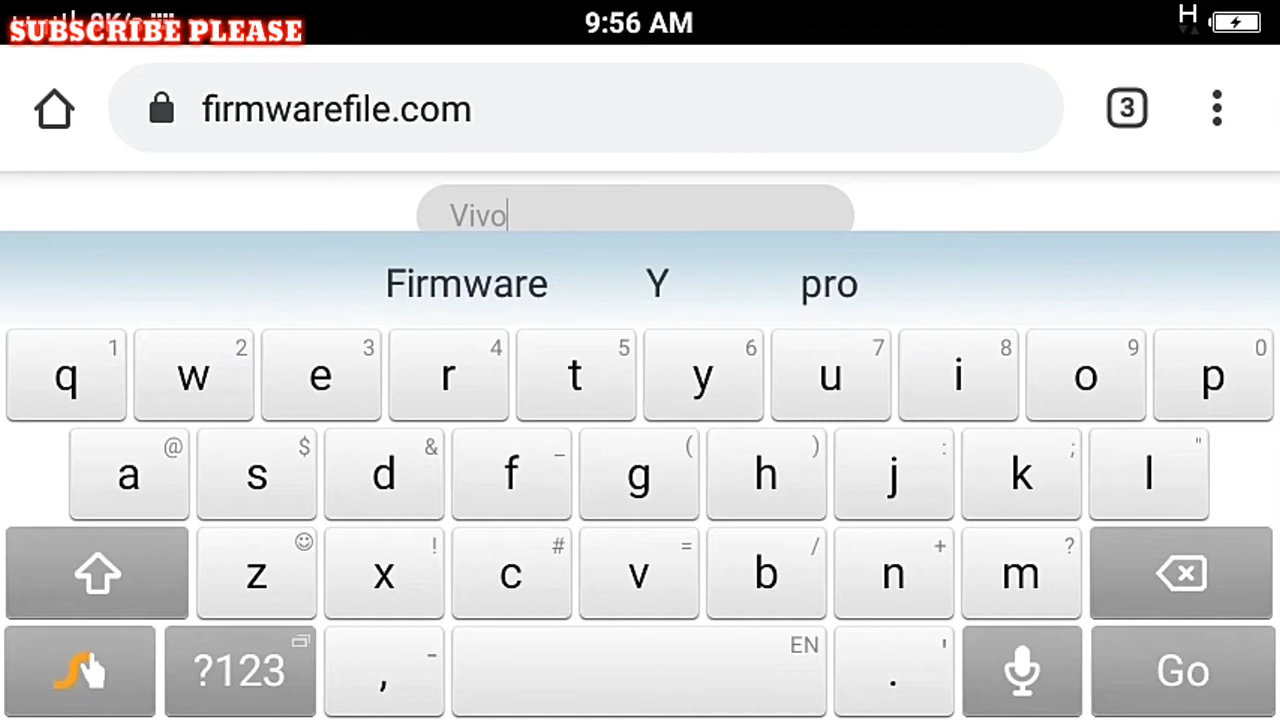 SUBSCRIBE PLEASE
9:56 AM
H
firmwarefile.com
3
Vivo
Firmware Y pro
q 1 w 2 e 3 r 4 t 5 y 6 u 7 i 8 o 9 p 0
a @ s $ d & f _ g ( h ) j : k ; l "
z x ! c # v = b / n + m ?
?123 , - EN . ' Go